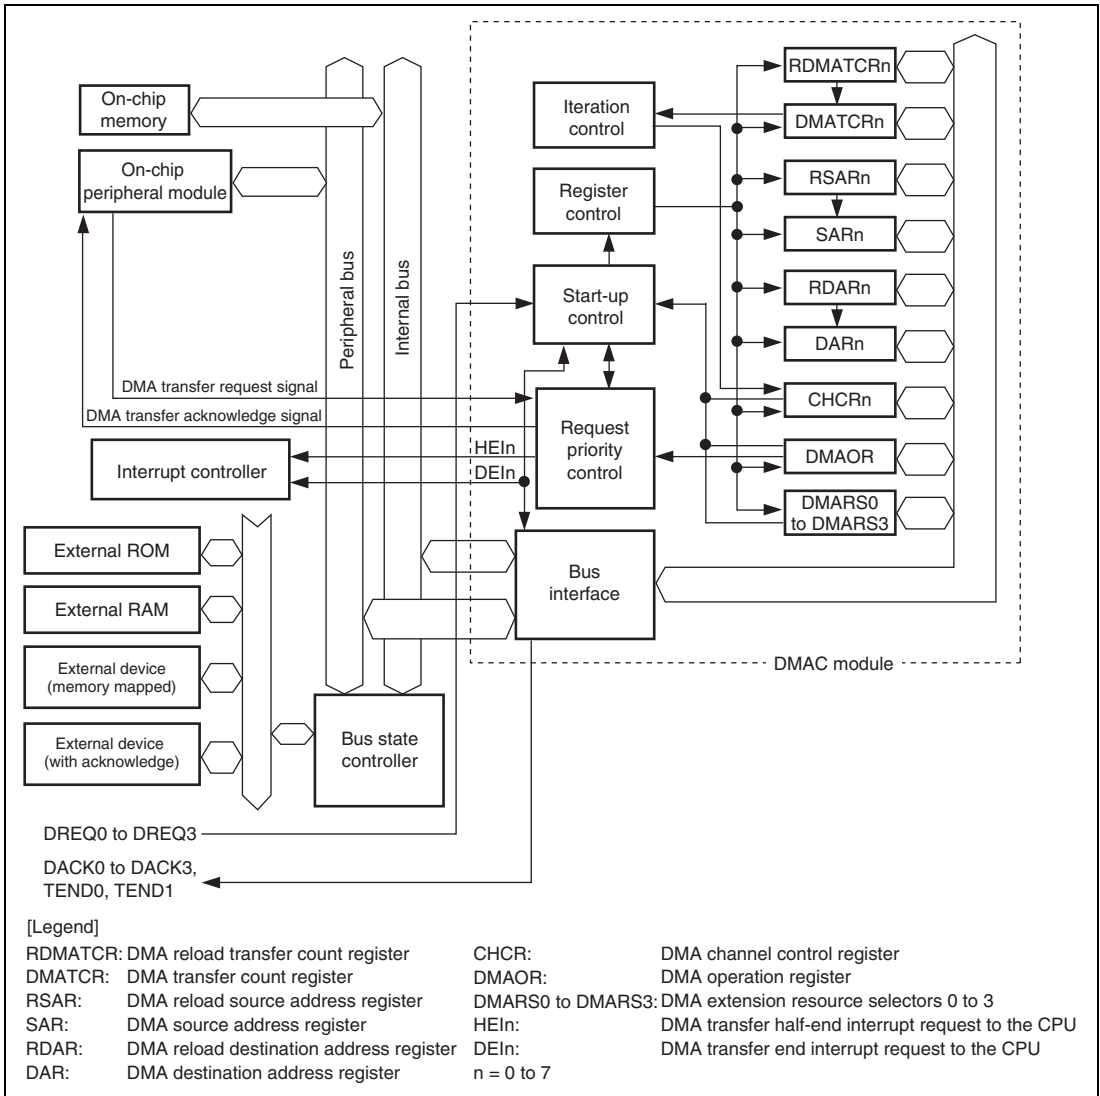 On-chip
memory
On-chip
peripheral module
Peripheral bus
Internal bus
Iteration
control
Register
control
Start-up
control
Request
priority
control
Bus
interface
RDMATCRn
DMATCRn
RSARn
SARn
RDARn
DARn
CHCRn
DMAOR
DMARS0
to DMARS3
DMA transfer request signal
DMA transfer acknowledge signal
HEIn
DEIn
Interrupt controller
External ROM
External RAM
External device
(memory mapped)
External device
(with acknowledge)
Bus state
controller
DMAC module
DREQ0 to DREQ3
DACK0 to DACK3,
TEND0, TEND1
[Legend]
RDMATCR: DMA reload transfer count register
DMATCR: DMA transfer count register
RSAR: DMA reload source address register
SAR: DMA source address register
RDAR: DMA reload destination address register
DAR: DMA destination address register
CHCR: DMA channel control register
DMAOR: DMA operation register
DMARS0 to DMARS3: DMA extension resource selectors 0 to 3
HEIn: DMA transfer half-end interrupt request to the CPU
DEIn: DMA transfer end interrupt request to the CPU
n = 0 to 7